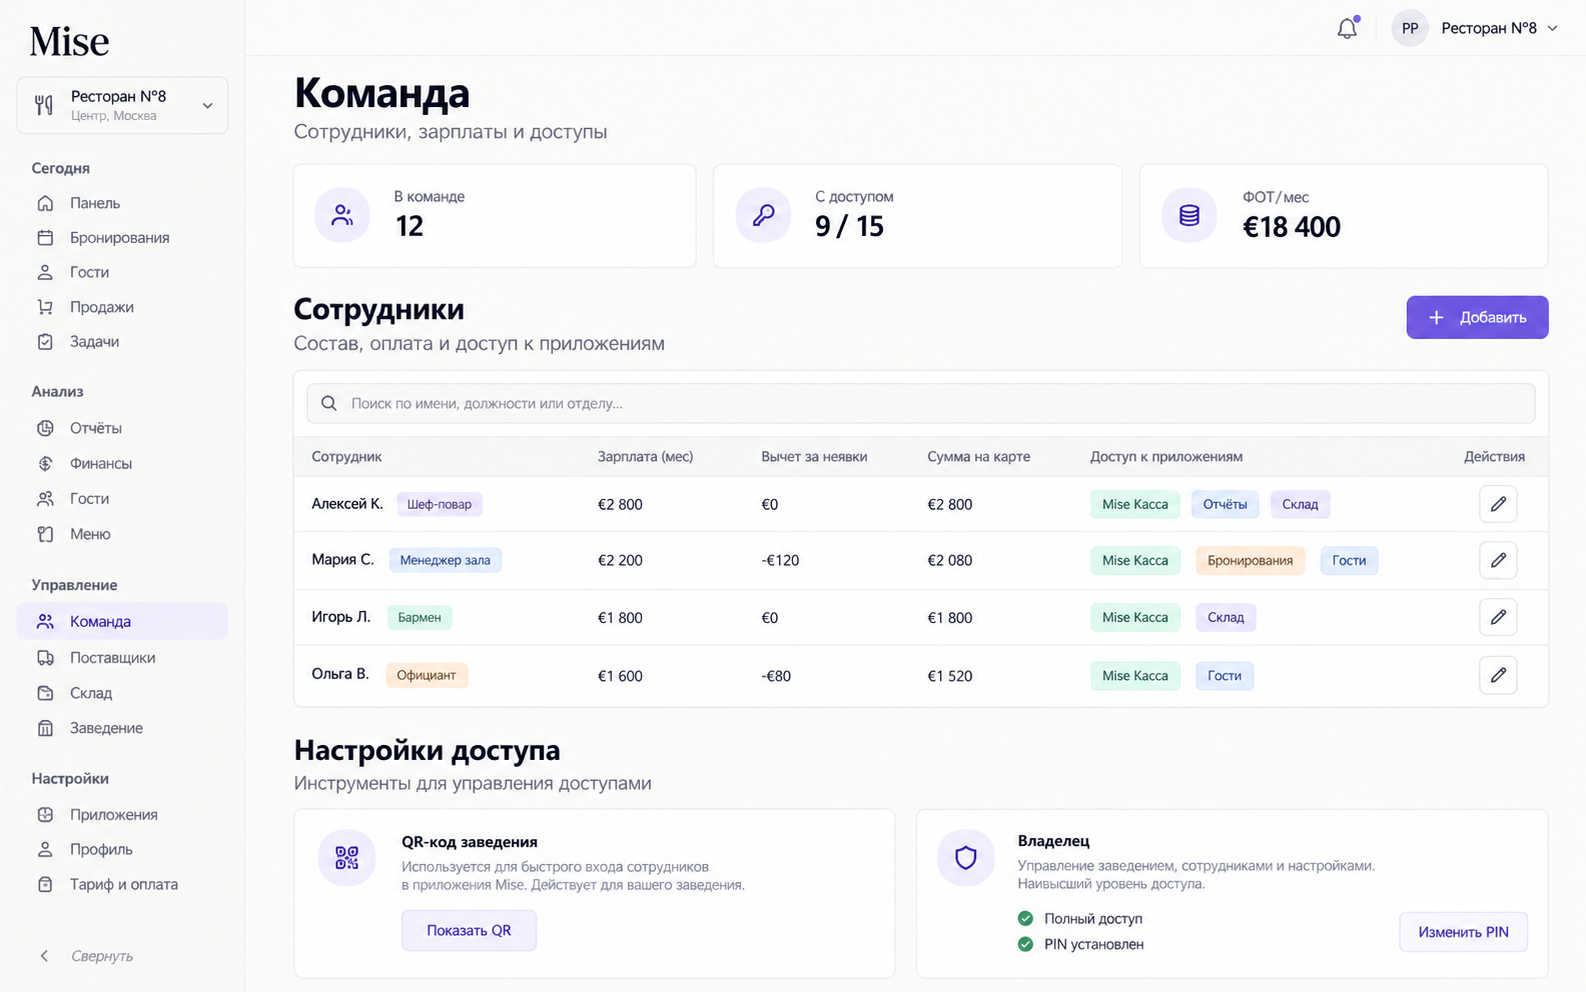 Mise
Ресторан №8
Центр, Москва
Сегодня
Панель
Бронирования
Гости
Продажи
Задачи
Анализ
Отчёты
Финансы
Гости
Меню
Управление
Команда
Поставщики
Склад
Заведение
Настройки
Приложения
Профиль
Тариф и оплата
Свернуть
PP Ресторан №8
Команда
Сотрудники, зарплаты и доступы
В команде
12
С доступом
9 / 15
ФОТ/мес
€18 400
Сотрудники
Состав, оплата и доступ к приложениям
Добавить
Поиск по имени, должности или отделу...
Сотрудник Зарплата (мес) Вычет за неявки Сумма на карте Доступ к приложениям Действия
Алексей К. Шеф-повар €2 800 €0 €2 800 Mise Касса Отчёты Склад
Мария С. Менеджер зала €2 200 -€120 €2 080 Mise Касса Бронирования Гости
Игорь Л. Бармен €1 800 €0 €1 800 Mise Касса Склад
Ольга В. Официант €1 600 -€80 €1 520 Mise Касса Гости
Настройки доступа
Инструменты для управления доступами
QR-код заведения
Используется для быстрого входа сотрудников
в приложения Mise. Действует для вашего заведения.
Показать QR
Владелец
Управление заведением, сотрудниками и настройками.
Наивысший уровень доступа.
Полный доступ
PIN установлен
Изменить PIN